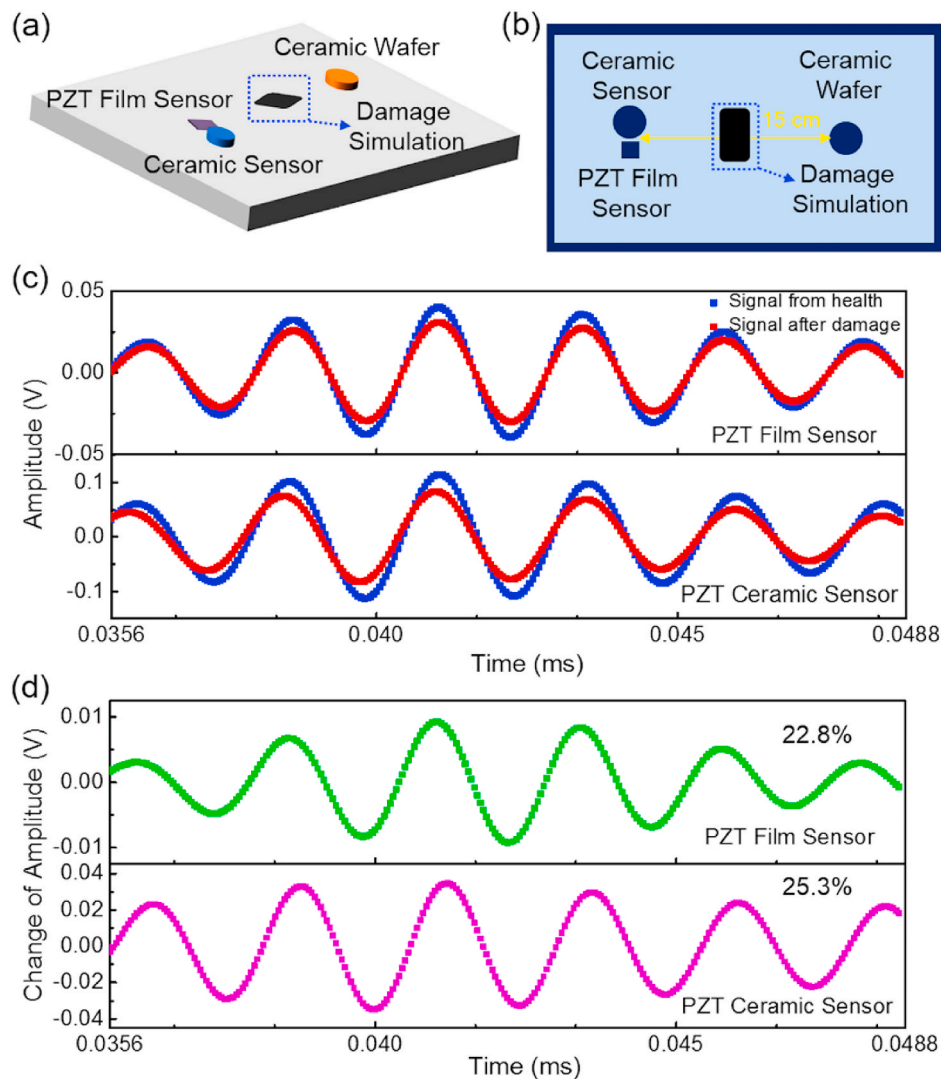 (a)
Ceramic Wafer
PZT Film Sensor
Damage
Simulation
Ceramic Sensor
(b)
Ceramic
Sensor
Ceramic
Wafer
15 cm
PZT Film
Sensor
Damage
Simulation
(c)
Amplitude (V)
0.05
0.00
-0.05
Signal from health
Signal after damage
PZT Film Sensor
0.1
0.0
-0.1
PZT Ceramic Sensor
0.0356
0.040
0.045
0.0488
Time (ms)
(d)
Change of Amplitude (V)
0.01
0.00
-0.01
22.8%
PZT Film Sensor
0.04
0.02
0.00
-0.02
-0.04
25.3%
PZT Ceramic Sensor
0.0356
0.040
0.045
0.0488
Time (ms)